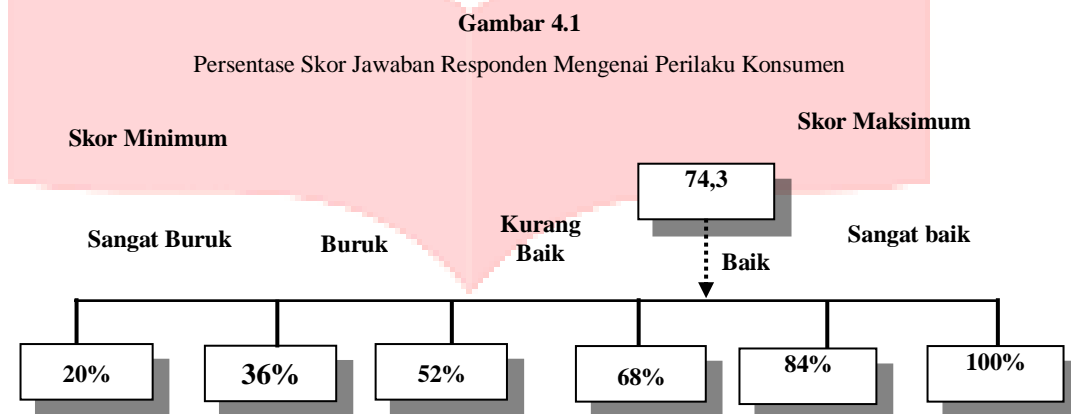 Gambar 4.1
Persentase Skor Jawaban Responden Mengenai Perilaku Konsumen
Skor Minimum
Skor Maksimum
74,3
Sangat Buruk
Buruk
Kurang
Baik
Baik
Sangat baik
20%
36%
52%
68%
84%
100%